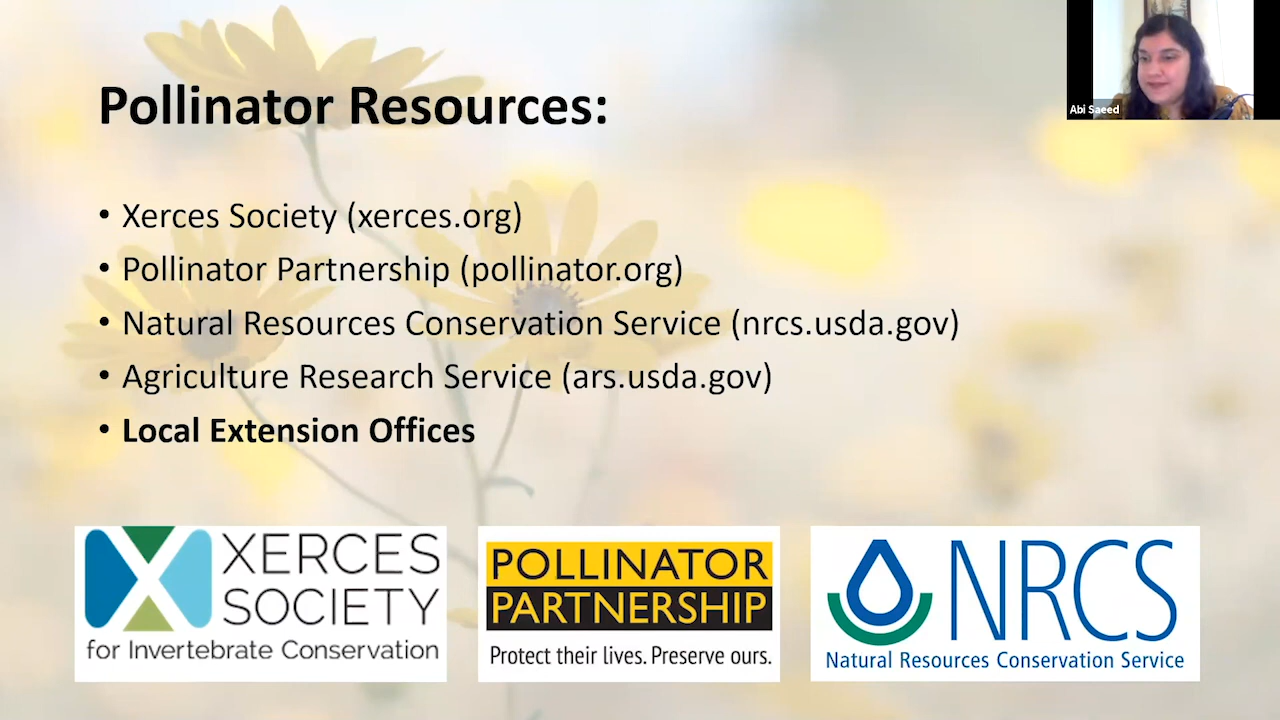 Pollinator Resources:
Abi Saeed
• Xerces Society (xerces.org)
• Pollinator Partnership (pollinator.org)
• Natural Resources Conservation Service (nrcs.usda.gov)
• Agriculture Research Service (ars.usda.gov)
• Local Extension Offices
XERCES
SOCIETY
for Invertebrate Conservation
POLLINATOR
PARTNERSHIP
Protect their lives. Preserve ours.
NRCS
Natural Resources Conservation Service